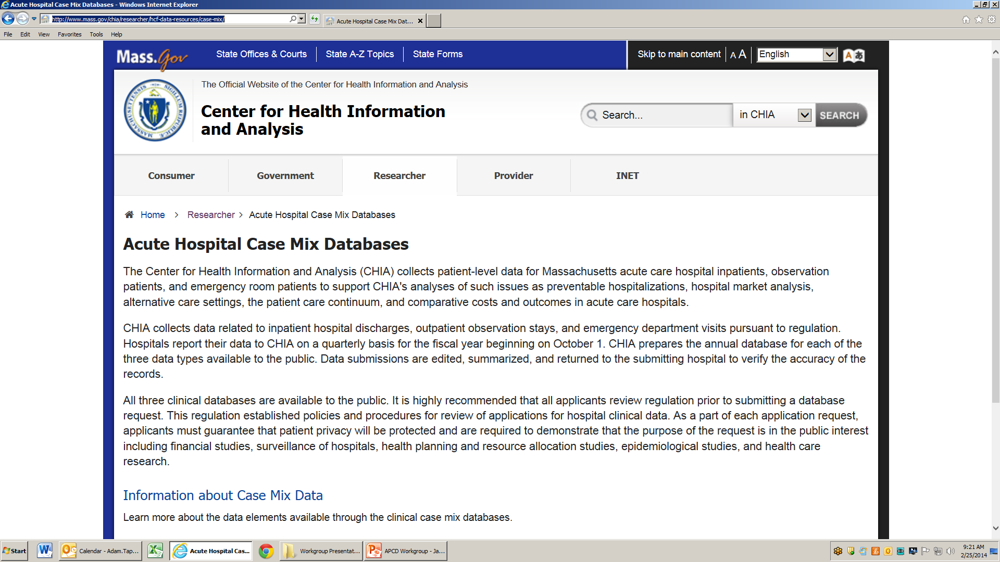 Acute Hospital Case Mix Databases - Windows Internet Explorer
http://www.mass.gov/chia/researcher/hcf-data-resources/case-mix/
Acute Hospital Case Mix Dat...
File Edit View Favorites Tools Help
Mass.Gov
State Offices & Courts State A-Z Topics State Forms
Skip to main content A A English
The Official Website of the Center for Health Information and Analysis
Center for Health Information
and Analysis
Search... in CHIA SEARCH
Consumer Government Researcher Provider INET
Home > Researcher > Acute Hospital Case Mix Databases
Acute Hospital Case Mix Databases
The Center for Health Information and Analysis (CHIA) collects patient-level data for Massachusetts acute care hospital inpatients, observation
patients, and emergency room patients to support CHIA's analyses of such issues as preventable hospitalizations, hospital market analysis,
alternative care settings, the patient care continuum, and comparative costs and outcomes in acute care hospitals.
CHIA collects data related to inpatient hospital discharges, outpatient observation stays, and emergency department visits pursuant to regulation.
Hospitals report their data to CHIA on a quarterly basis for the fiscal year beginning on October 1. CHIA prepares the annual database for each of the
three data types available to the public. Data submissions are edited, summarized, and returned to the submitting hospital to verify the accuracy of the
records.
All three clinical databases are available to the public. It is highly recommended that all applicants review regulation prior to submitting a database
request. This regulation established policies and procedures for review of applications for hospital clinical data. As a part of each application request,
applicants must guarantee that patient privacy will be protected and are required to demonstrate that the purpose of the request is in the public interest
including financial studies, surveillance of hospitals, health planning and resource allocation studies, epidemiological studies, and health care
research.
Information about Case Mix Data
Learn more about the data elements available through the clinical case mix databases.
Start Calendar - Adam.Tap... Acute Hospital Cas... Workgroup Presentat... APCD Workgroup - Ja...
9:21 AM
2/25/2014